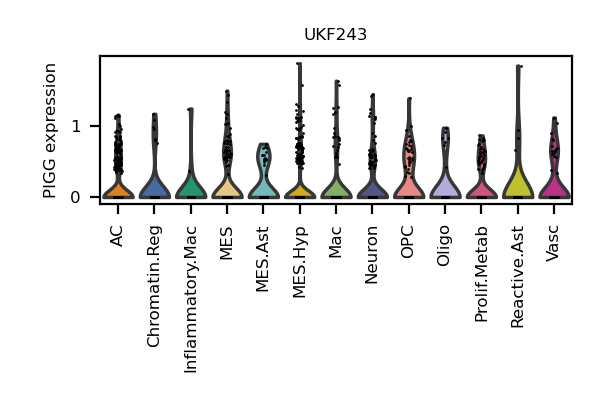 UKF243
PIGG expression
1
0
AC
Chromatin.Reg
Inflammatory.Mac
MES
MES.Ast
MES.Hyp
Mac
Neuron
OPC
Oligo
Prolif.Metab
Reactive.Ast
Vasc